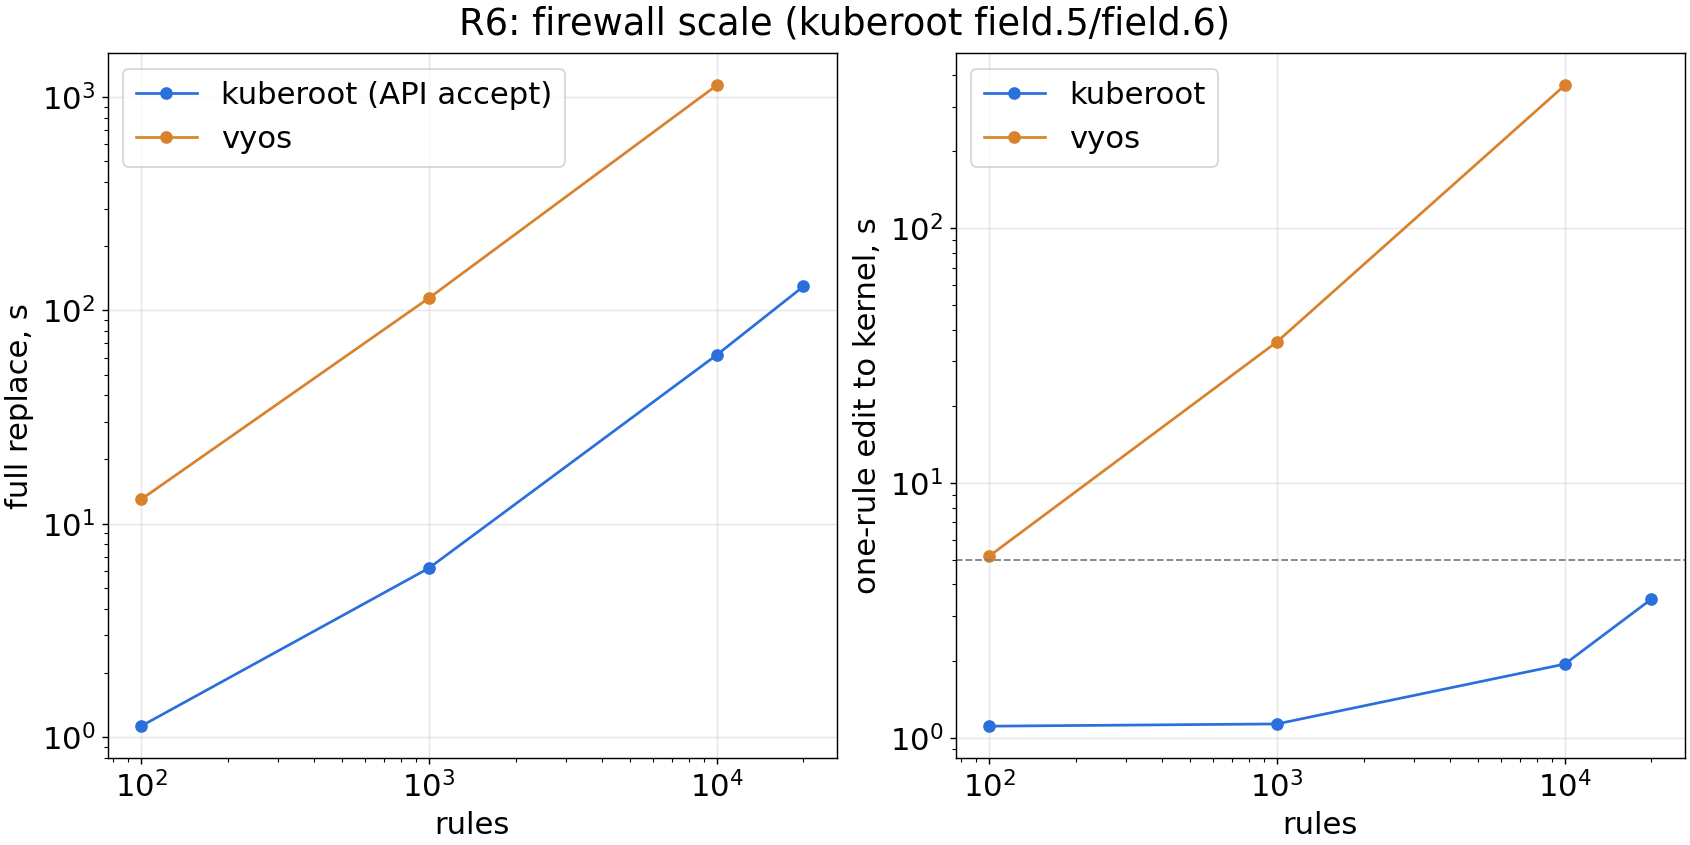 R6: firewall scale (kuberoot field.5/field.6)
full replace, s
10³
10²
10¹
10⁰
kuberoot (API accept)
vyos
10² 10³ 10⁴
rules
one-rule edit to kernel, s
10²
10¹
10⁰
kuberoot
vyos
10² 10³ 10⁴
rules